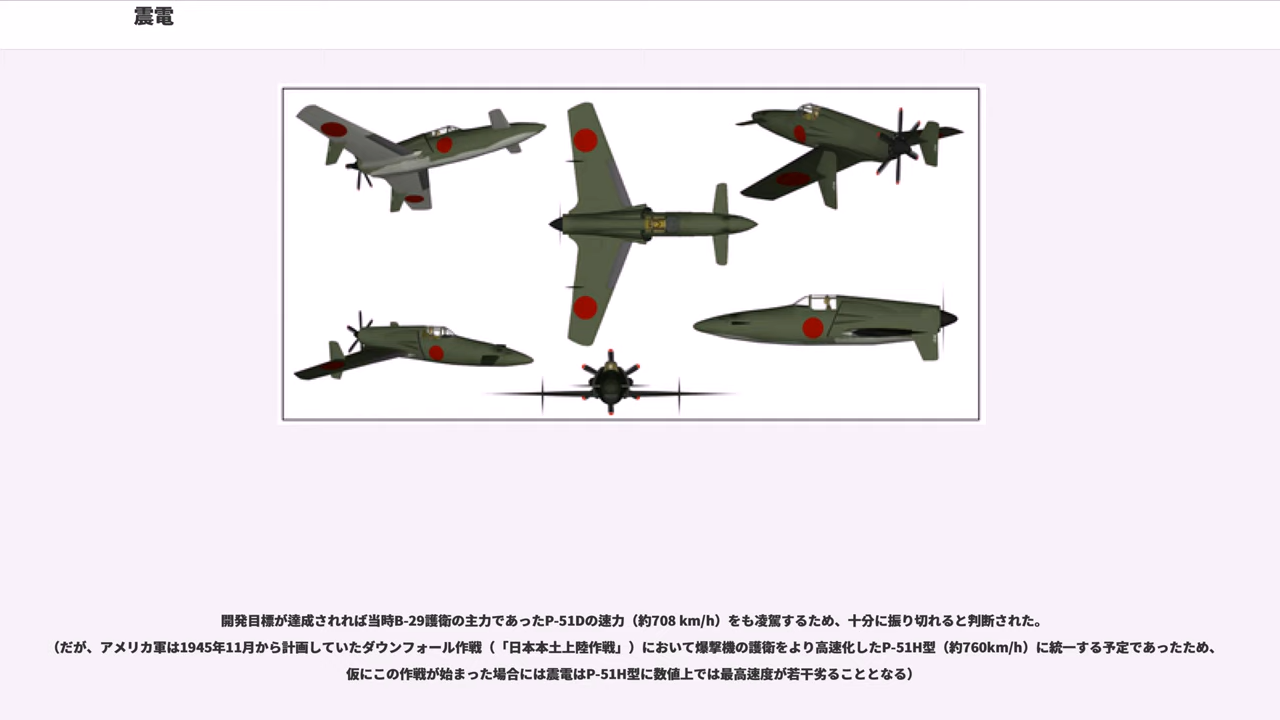 震電
開発目標が達成されれば当時B-29護衛の主力であったP-51Dの速力（約708 km/h）をも凌駕するため、十分に振り切れると判断された。
（だが、アメリカ軍は1945年11月から計画していたダウンフォール作戦（「日本本土上陸作戦」）において爆撃機の護衛をより高速化したP-51H型（約760km/h）に統一する予定であったため、
仮にこの作戦が始まった場合には震電はP-51H型に数値上では最高速度が若干劣ることとなる）